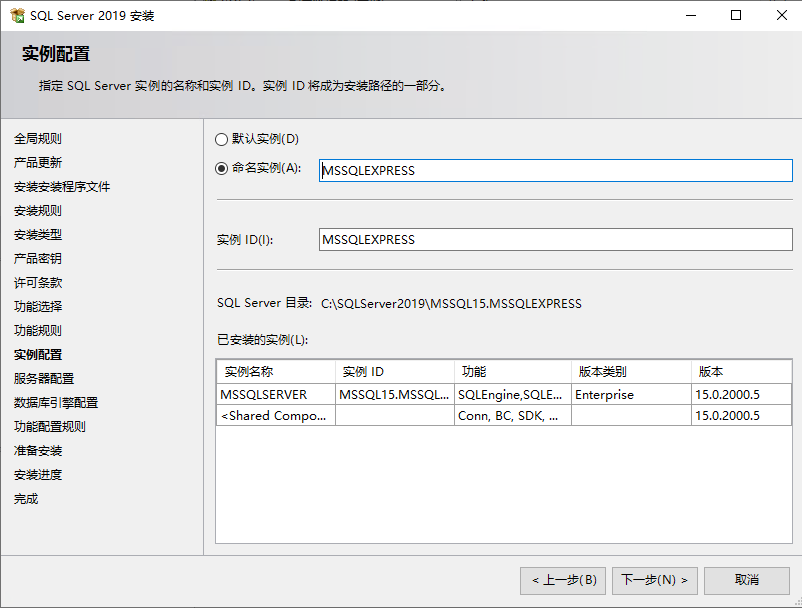 SQL Server 2019 安装
实例配置
指定 SQL Server 实例的名称和实例 ID。实例 ID 将成为安装路径的一部分。
全局规则
产品更新
安装安装程序文件
安装规则
安装类型
产品密钥
许可条款
功能选择
功能规则
实例配置
服务器配置
数据库引擎配置
功能配置规则
准备安装
安装进度
完成
默认实例(D)
命名实例(A): MSSQLEXPRESS
实例 ID(I): MSSQLEXPRESS
SQL Server 目录: C:\SQLServer2019\MSSQL15.MSSQLEXPRESS
已安装的实例(L):
实例名称 实例 ID 功能 版本类别 版本
MSSQLSERVER MSSQL15.MSSQL... SQLEngine,SQLE... Enterprise 15.0.2000.5
<Shared Compo... Conn, BC, SDK, ... 15.0.2000.5
< 上一步(B) 下一步(N) > 取消